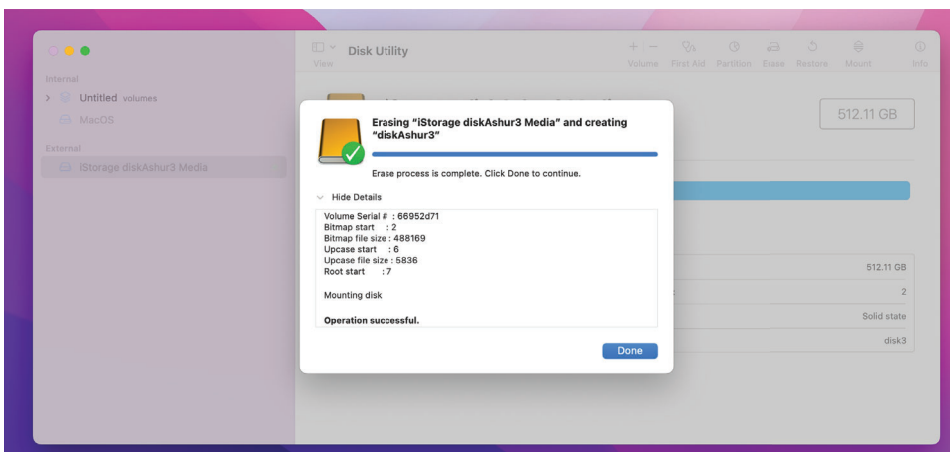 Disk Utility
View
Volume First Aid Partition Erase Restore Mount Info
Internal
Untitled volumes
MacOS
External
iStorage diskAshur3 Media
512.11 GB
Erasing “iStorage diskAshur3 Media” and creating
“diskAshur3”
Erase process is complete. Click Done to continue.
Hide Details
Volume Serial # : 66952d71
Bitmap start : 2
Bitmap file size : 488169
Upcase start : 6
Upcase file size : 5836
Root start :7
Mounting disk
Operation successful.
Done
512.11 GB
2
Solid state
disk3